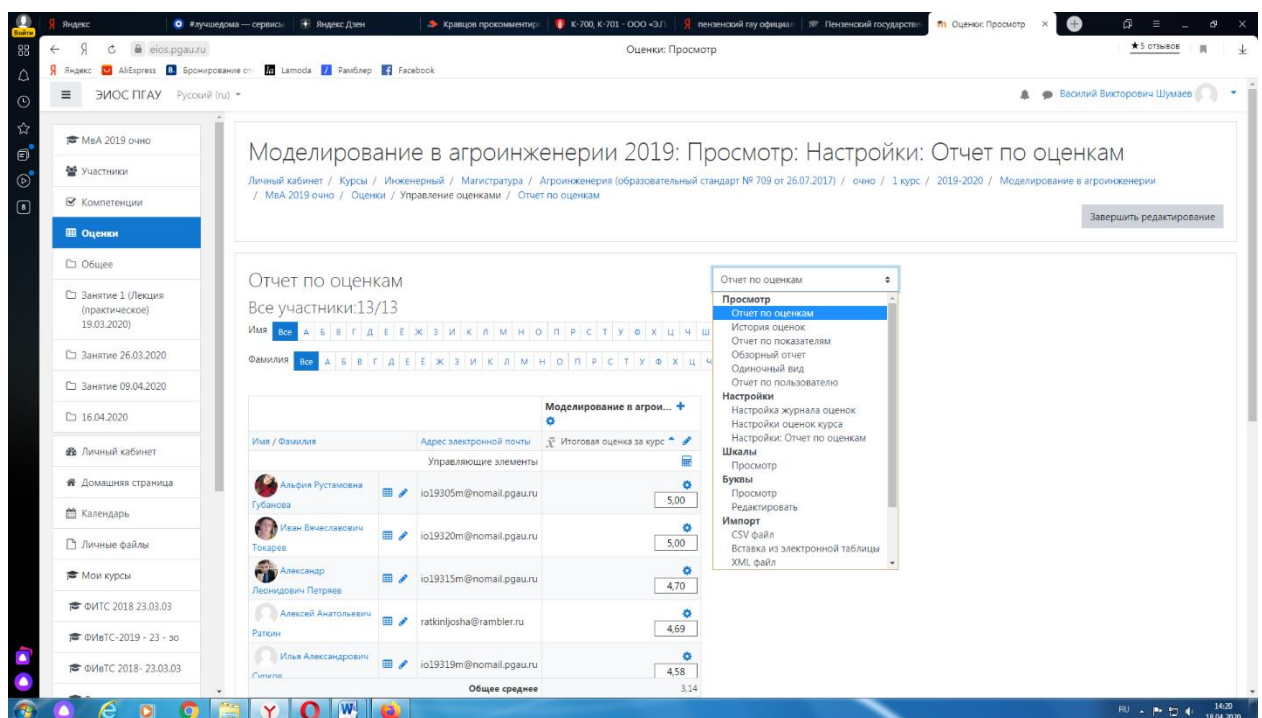 Войти
Яндекс
#лучшедома — сервисы
Яндекс Дзен
Кравцов прокомментиро
К-700, К-701 - ООО «Э.П.
пензенский гау официал
Пензенский государстве
Оценки: Просмотр
eios.pgau.ru
Оценки: Просмотр
★ 5 отзывов
Яндекс
AliExpress
Бронирование оте
Lamoda
Рамблер
Facebook
ЭИОС ПГАУ
Русский (ru)
Василий Викторович Шумаев
МвА 2019 очно
Участники
Компетенции
Оценки
Общее
Занятие 1 (Лекция
(практическое)
19.03.2020)
Занятие 26.03.2020
Занятие 09.04.2020
16.04.2020
Личный кабинет
Домашняя страница
Календарь
Личные файлы
Мои курсы
ФИТС 2018 23.03.03
ФИвТС-2019 - 23 - зо
ФИвТС 2018- 23.03.03
Моделирование в агроинженерии 2019: Просмотр: Настройки: Отчет по оценкам
Личный кабинет / Курсы / Инженерный / Магистратура / Агроинженерия (образовательный стандарт № 709 от 26.07.2017) / очно / 1 курс / 2019-2020 / Моделирование в агроинженерии
/ МвА 2019 очно / Оценки / Управление оценками / Отчет по оценкам
Завершить редактирование
Отчет по оценкам
Все участники:13/13
Имя Все А Б В Г Д Е Ё Ж З И К Л М Н О П Р С Т У Ф Х Ц Ч Ш
Фамилия Все А Б В Г Д Е Ё Ж З И К Л М Н О П Р С Т У Ф Х Ц Ч
Моделирование в агрои...
Имя / Фамилия
Адрес электронной почты
Итоговая оценка за курс
Управляющие элементы
Альфия Рустамовна
Губанова
io19305m@nomail.pgau.ru
5,00
Иван Вячеславович
Токарев
io19320m@nomail.pgau.ru
5,00
Александр
Леонидович Петряев
io19315m@nomail.pgau.ru
4,70
Алексей Анатольевич
Раткин
ratkinljosha@rambler.ru
4,69
Илья Александрович
Сурков
io19319m@nomail.pgau.ru
4,58
Общее среднее
3,14
Отчет по оценкам
Просмотр
Отчет по оценкам
История оценок
Отчет по показателям
Обзорный отчет
Одиночный вид
Отчет по пользователю
Настройки
Настройка журнала оценок
Настройки оценок курса
Настройки: Отчет по оценкам
Шкалы
Просмотр
Буквы
Просмотр
Редактировать
Импорт
CSV файл
Вставка из электронной таблицы
XML файл
RU
14:20
18.04.2020